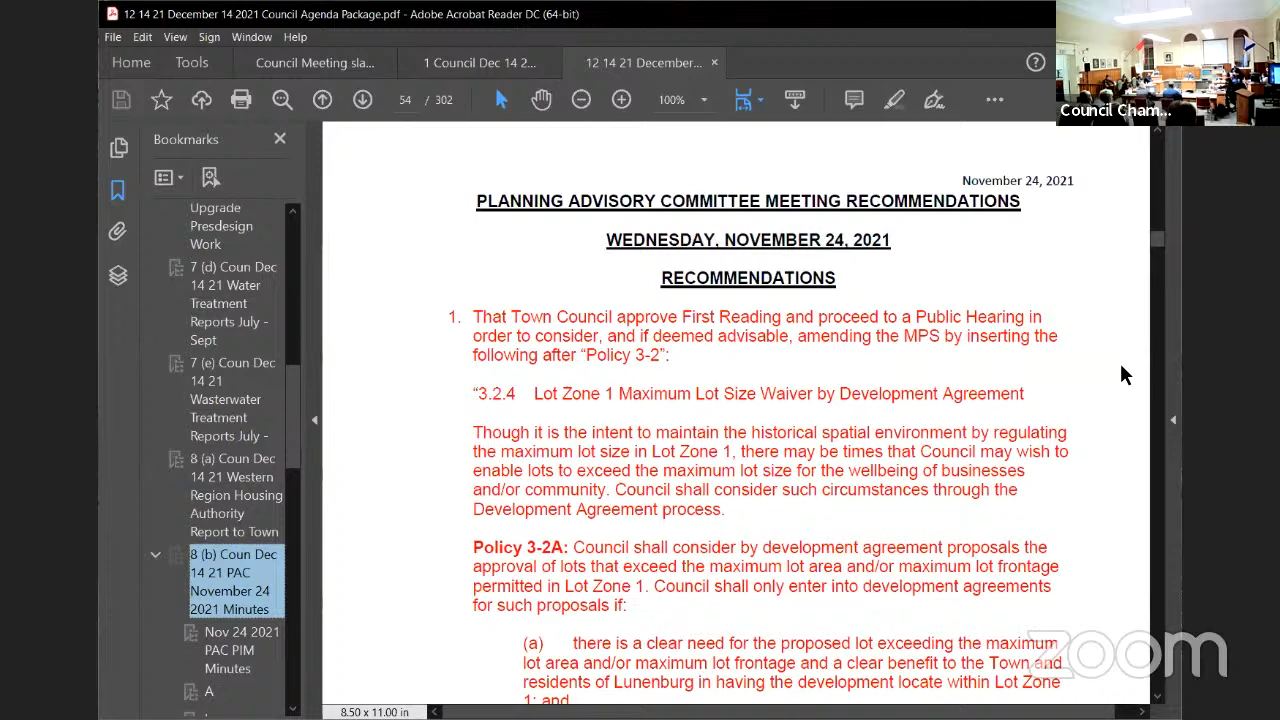 12 14 21 December 14 2021 Council Agenda Package.pdf - Adobe Acrobat Reader DC (64-bit)
File Edit View Sign Window Help
Home Tools Council Meeting sla... 1 Council Dec 14 2... 12 14 21 December... ×
54 / 302 100%
Council Cham...
Bookmarks
Upgrade
Presdesign
Work
7 (d) Coun Dec
14 21 Water
Treatment
Reports July -
Sept
7 (e) Coun Dec
14 21
Wasterwater
Treatment
Reports July -
8 (a) Coun Dec
14 21 Western
Region Housing
Authority
Report to Town
8 (b) Coun Dec
14 21 PAC
November 24
2021 Minutes
Nov 24 2021
PAC PIM
Minutes
A
November 24, 2021
PLANNING ADVISORY COMMITTEE MEETING RECOMMENDATIONS
WEDNESDAY, NOVEMBER 24, 2021
RECOMMENDATIONS
1. That Town Council approve First Reading and proceed to a Public Hearing in
order to consider, and if deemed advisable, amending the MPS by inserting the
following after “Policy 3-2”:
“3.2.4 Lot Zone 1 Maximum Lot Size Waiver by Development Agreement
Though it is the intent to maintain the historical spatial environment by regulating
the maximum lot size in Lot Zone 1, there may be times that Council may wish to
enable lots to exceed the maximum lot size for the wellbeing of businesses
and/or community. Council shall consider such circumstances through the
Development Agreement process.
Policy 3-2A: Council shall consider by development agreement proposals the
approval of lots that exceed the maximum lot area and/or maximum lot frontage
permitted in Lot Zone 1. Council shall only enter into development agreements
for such proposals if:
(a) there is a clear need for the proposed lot exceeding the maximum
lot area and/or maximum lot frontage and a clear benefit to the Town and
residents of Lunenburg in having the development locate within Lot Zone
1; and
8.50 x 11.00 in
zoom